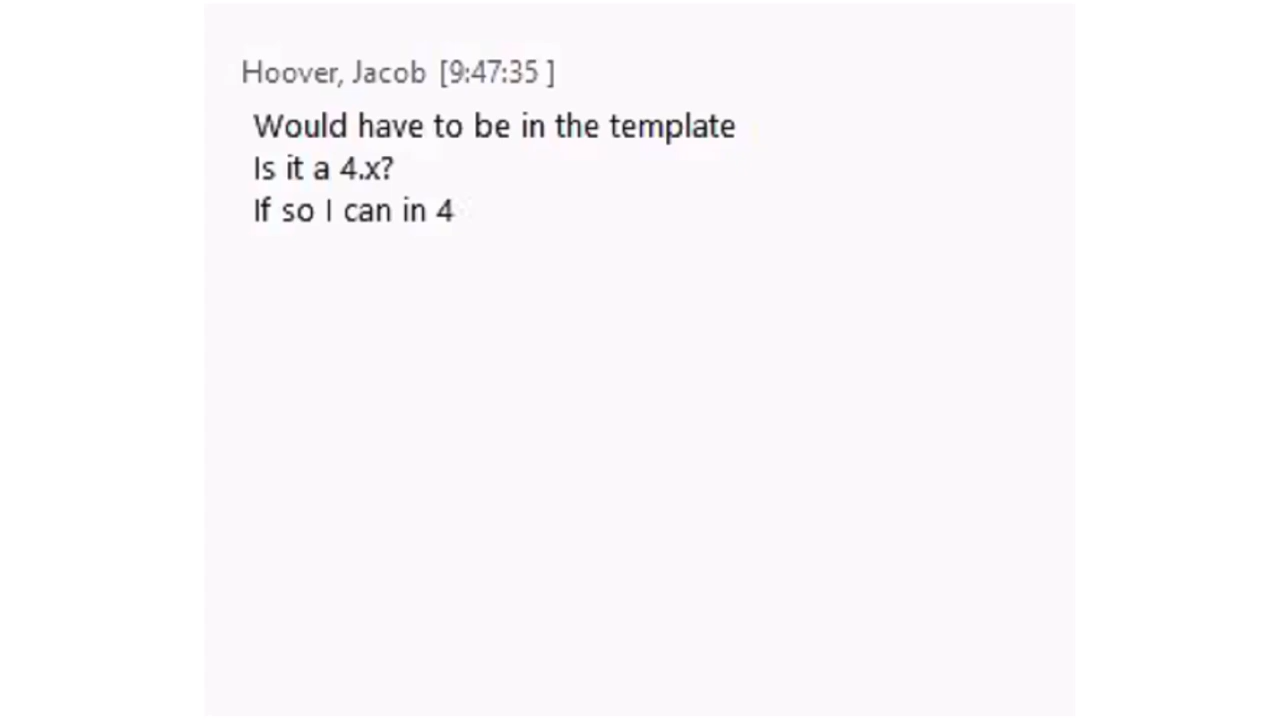 Hoover, Jacob [9:47:35 ]
Would have to be in the template
Is it a 4.x?
If so I can in 4